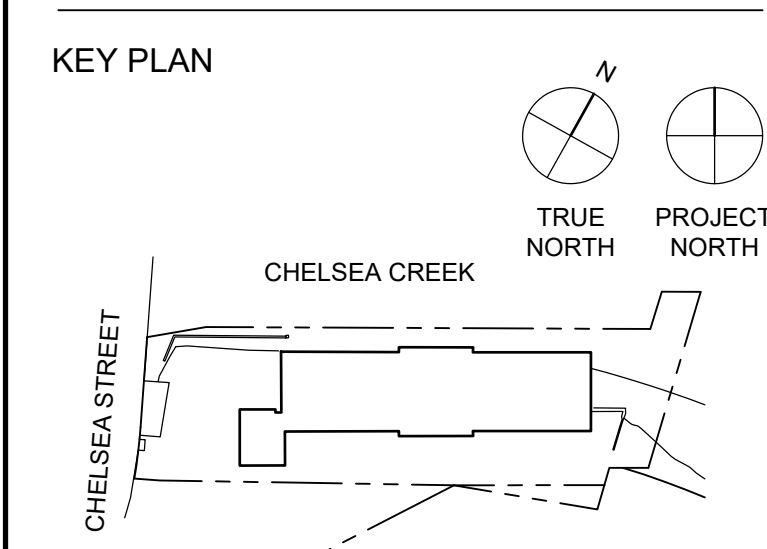 KEY PLAN
N
TRUE
NORTH
PROJECT
NORTH
CHELSEA CREEK
CHELSEA STREET